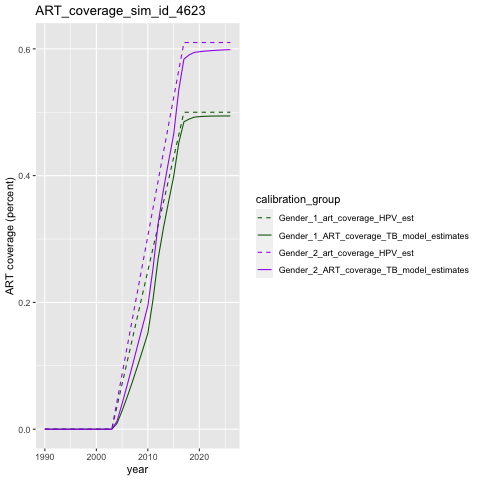 ART_coverage_sim_id_4623
0.6
0.4
0.2
0.0
ART coverage (percent)
1990 2000 2010 2020
year
calibration_group
Gender_1_art_coverage_HPV_est
Gender_1_ART_coverage_TB_model_estimates
Gender_2_art_coverage_HPV_est
Gender_2_ART_coverage_TB_model_estimates